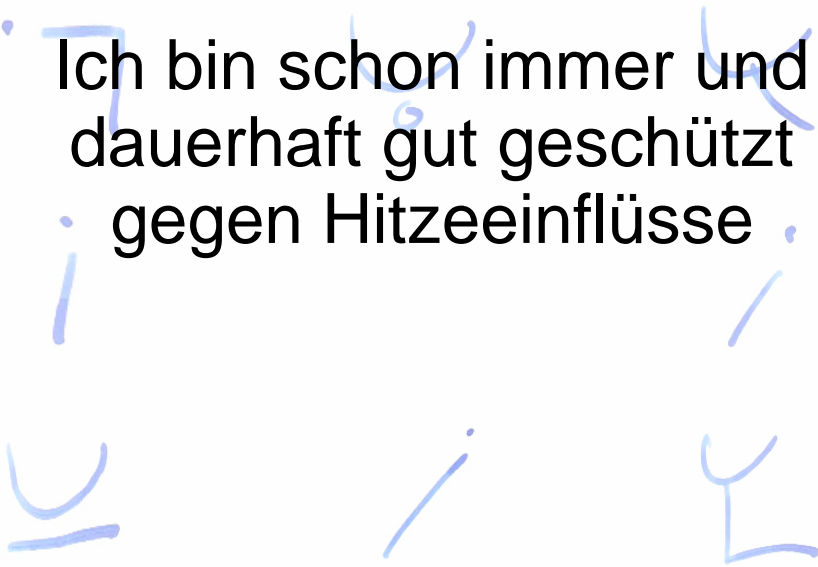 Ich bin schon immer und
dauerhaft gut geschützt
gegen Hitzeeinflüsse